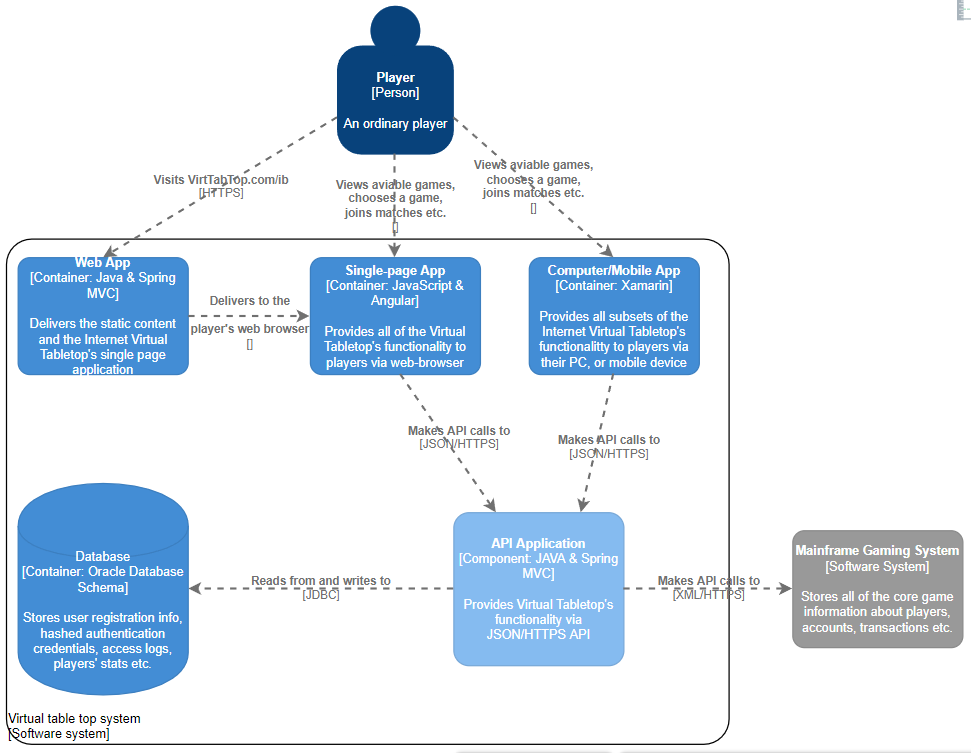 Player
[Person]
An ordinary player
Visits VirtTabTop.com/ib
[HTTPS]
Views aviable games,
chooses a game,
joins matches etc.
[]
Views aviable games,
chooses a game,
joins matches etc.
[]
Web App
[Container: Java & Spring
MVC]
Delivers the static content
and the Internet Virtual
Tabletop's single page
application
Delivers to the
player's web browser
[]
Single-page App
[Container: JavaScript &
Angular]
Provides all of the Virtual
Tabletop's functionality to
players via web-browser
Computer/Mobile App
[Container: Xamarin]
Provides all subsets of the
Internet Virtual Tabletop's
functionalitty to players via
their PC, or mobile device
Makes API calls to
[JSON/HTTPS]
Makes API calls to
[JSON/HTTPS]
Database
[Container: Oracle Database
Schema]
Stores user registration info,
hashed authentication
credentials, access logs,
players' stats etc.
Reads from and writes to
[JDBC]
API Application
[Component: JAVA & Spring
MVC]
Provides Virtual Tabletop's
functionality via
JSON/HTTPS API
Makes API calls to
[XML/HTTPS]
Mainframe Gaming System
[Software System]
Stores all of the core game
information about players,
accounts, transactions etc.
Virtual table top system
[Software system]